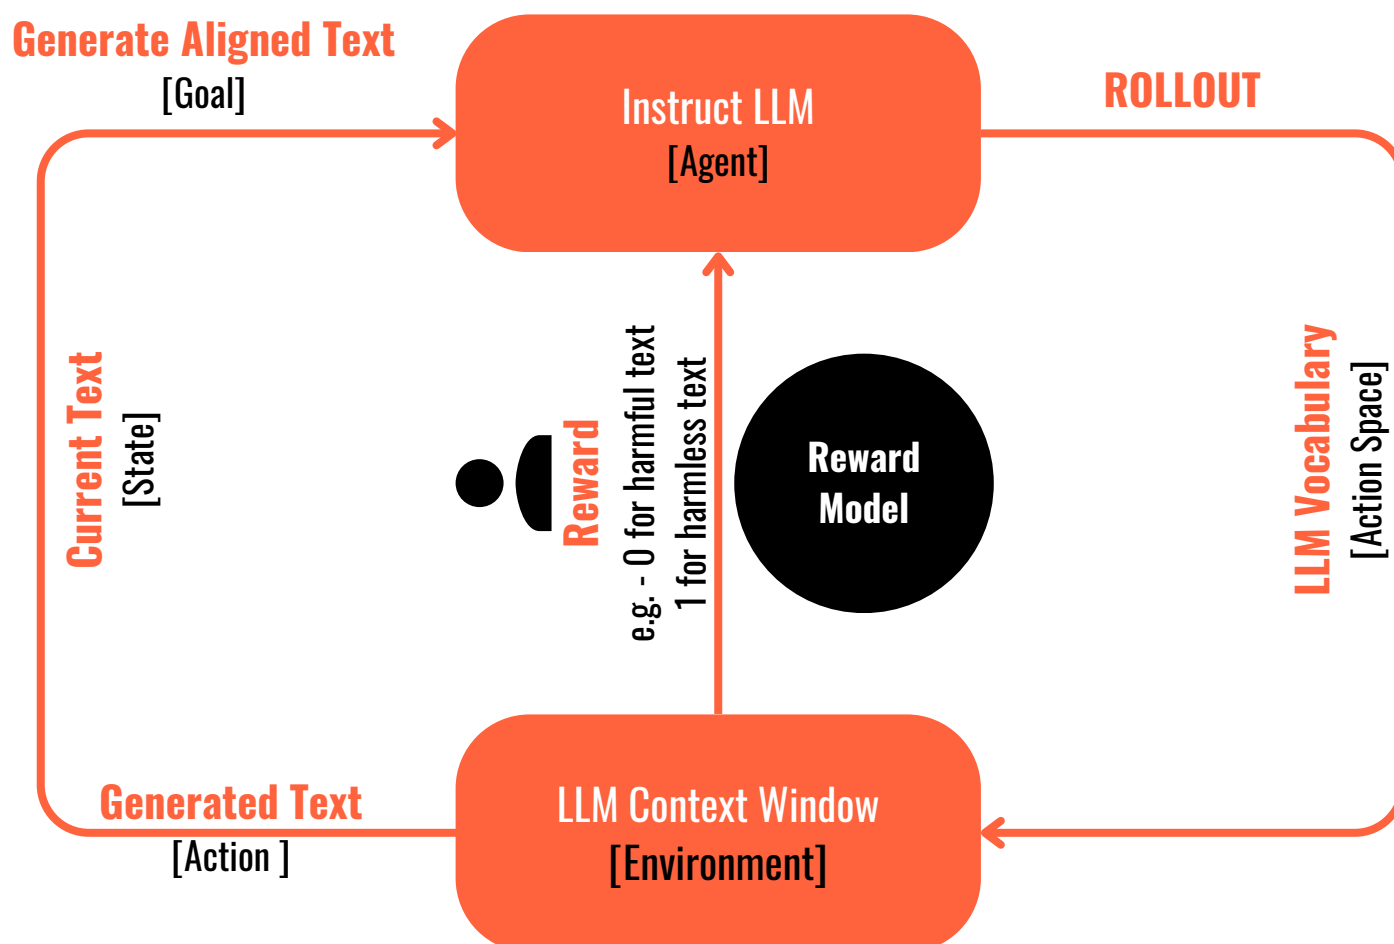 Generate Aligned Text
[Goal]
Instruct LLM
[Agent]
ROLLOUT
Current Text
[State]
Reward
e.g. - 0 for harmful text
1 for harmless text
Reward
Model
LLM Vocabulary
[Action Space]
Generated Text
[Action ]
LLM Context Window
[Environment]